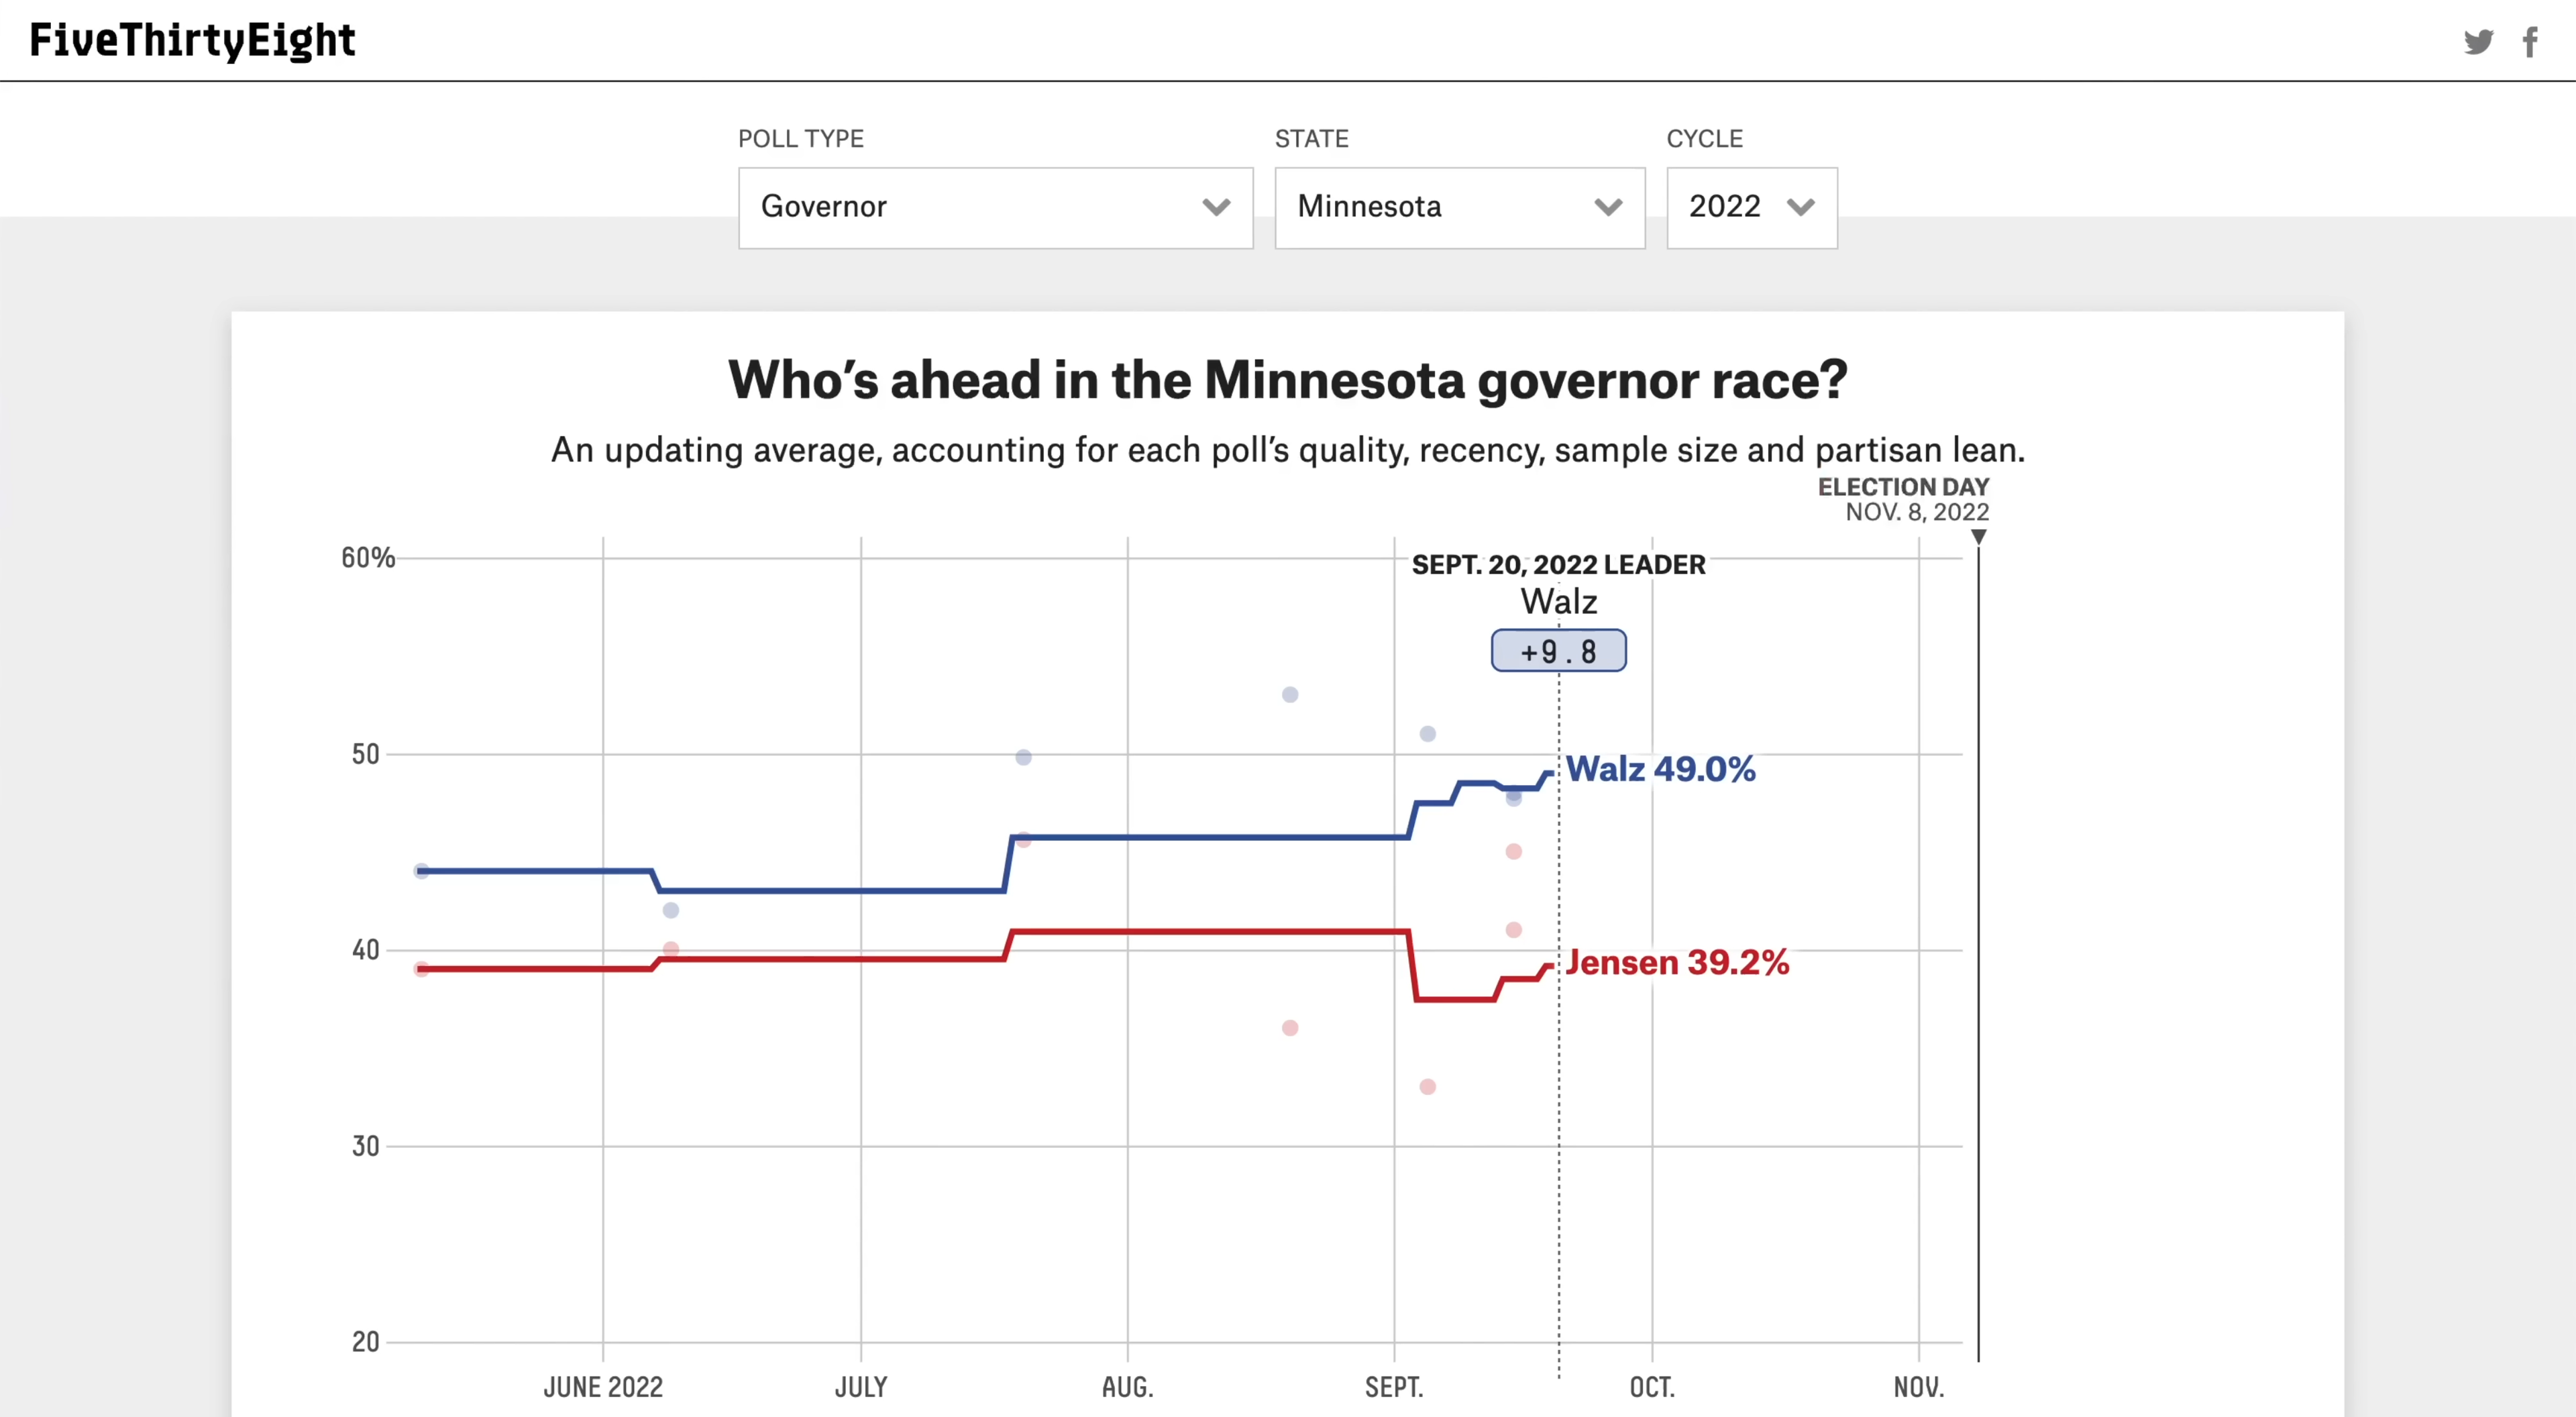 FiveThirtyEight
POLL TYPE
Governor
STATE
Minnesota
CYCLE
2022
Who’s ahead in the Minnesota governor race?
An updating average, accounting for each poll’s quality, recency, sample size and partisan lean.
ELECTION DAY
NOV. 8, 2022
60%
SEPT. 20, 2022 LEADER
Walz
+9.8
50
Walz 49.0%
40
Jensen 39.2%
30
20
JUNE 2022
JULY
AUG.
SEPT.
OCT.
NOV.